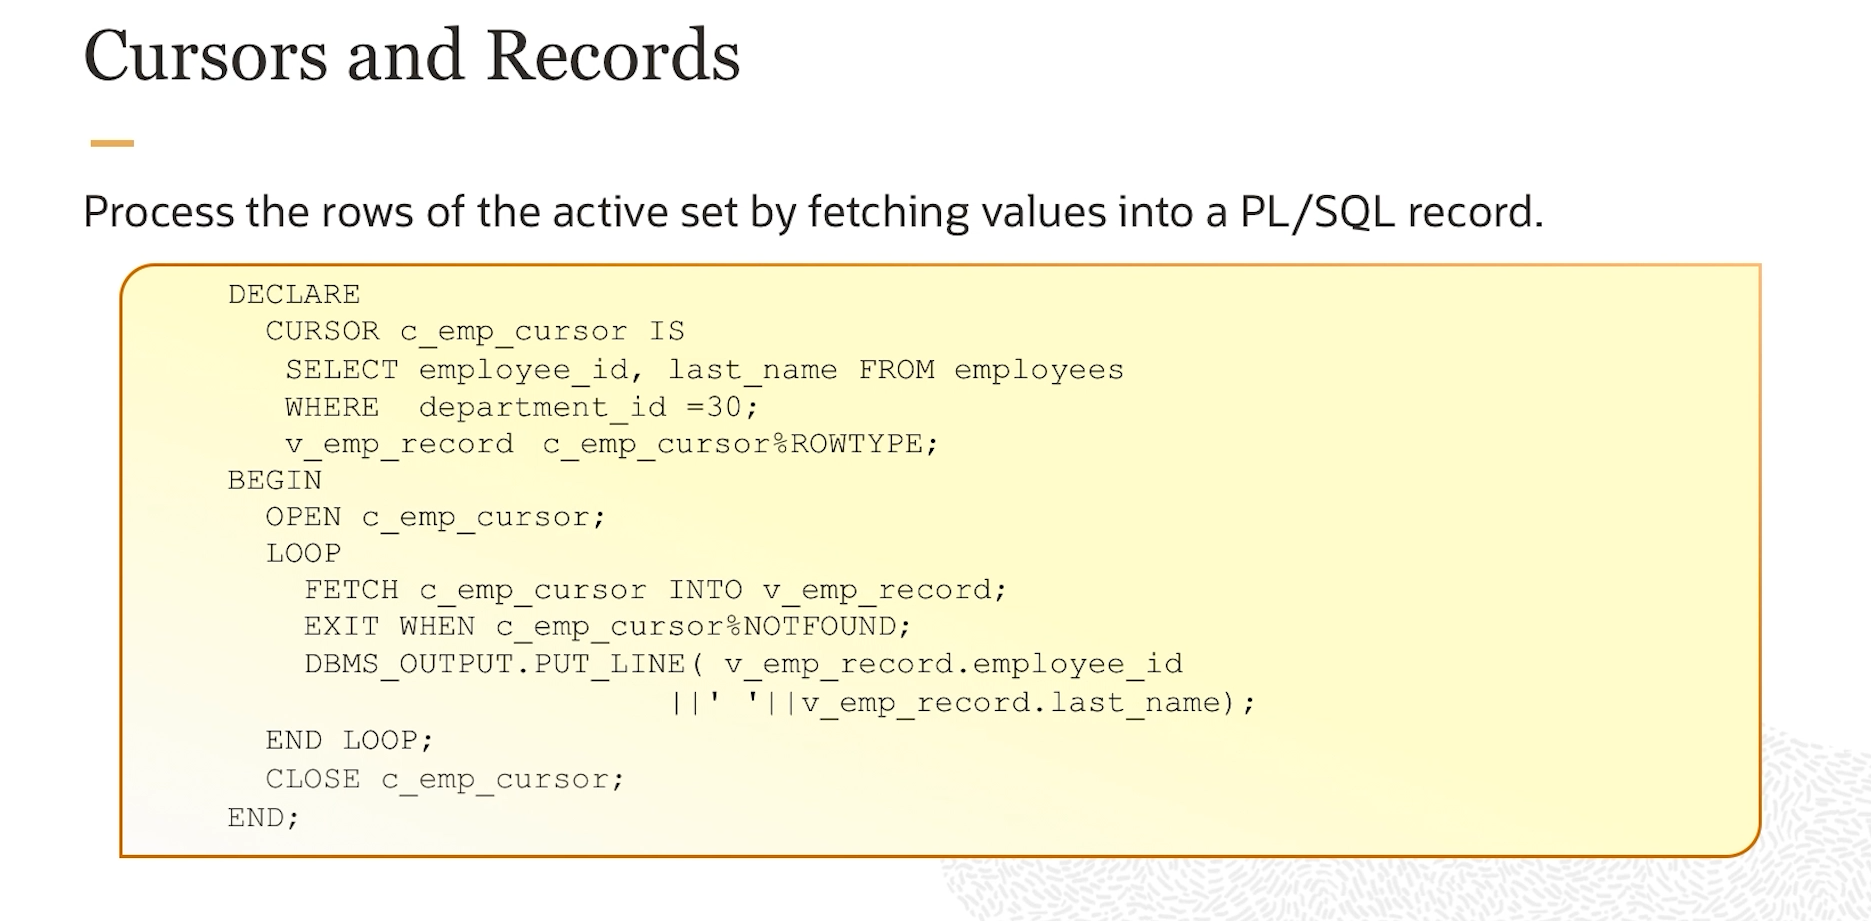 Cursors and Records
Process the rows of the active set by fetching values into a PL/SQL record.
DECLARE
CURSOR c_emp_cursor IS
SELECT employee_id, last_name FROM employees
WHERE  department_id =30;
v_emp_record  c_emp_cursor%ROWTYPE;
BEGIN
OPEN c_emp_cursor;
LOOP
FETCH c_emp_cursor INTO v_emp_record;
EXIT WHEN c_emp_cursor%NOTFOUND;
DBMS_OUTPUT.PUT_LINE( v_emp_record.employee_id
||' '||v_emp_record.last_name);
END LOOP;
CLOSE c_emp_cursor;
END;